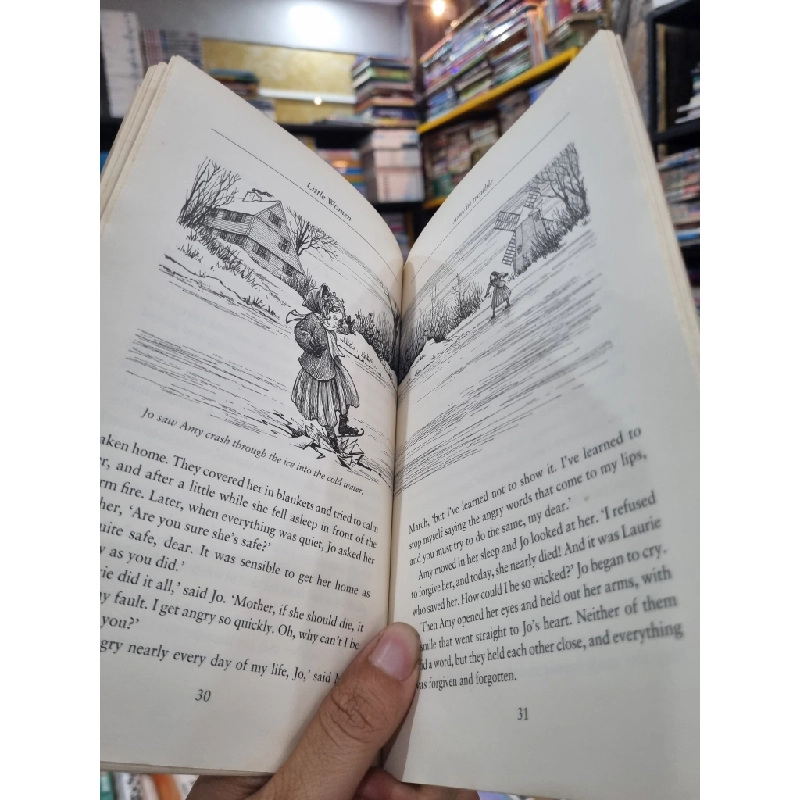 Little Women
Jo saw Amy crash through the ice into the cold water.
aken home. They covered her in blankets and tried to calm
er, and after a little while she fell asleep in front of the
rm fire. Later, when everything was quiet, Jo asked her
her, 'Are you sure she's safe?'
uite safe, dear. It was sensible to get her home as
y as you did.'
ie did it all,' said Jo. 'Mother, if she should die, it
y fault. I get angry so quickly. Oh, why can't I be
you?'
gry nearly every day of my life, Jo,' said
30
March, 'but I've learned not to show it. I've learned to
stop myself saying the angry words that come to my lips,
and you must try to do the same, my dear.'
Amy moved in her sleep and Jo looked at her. 'I refused
to forgive her, and today, she nearly died! And it was Laurie
who saved her. How could I be so wicked?' Jo began to cry.
Then Amy opened her eyes and held out her arms, with
smile that went straight to Jo's heart. Neither of them
id a word, but they held each other close, and everything
as forgiven and forgotten.
31